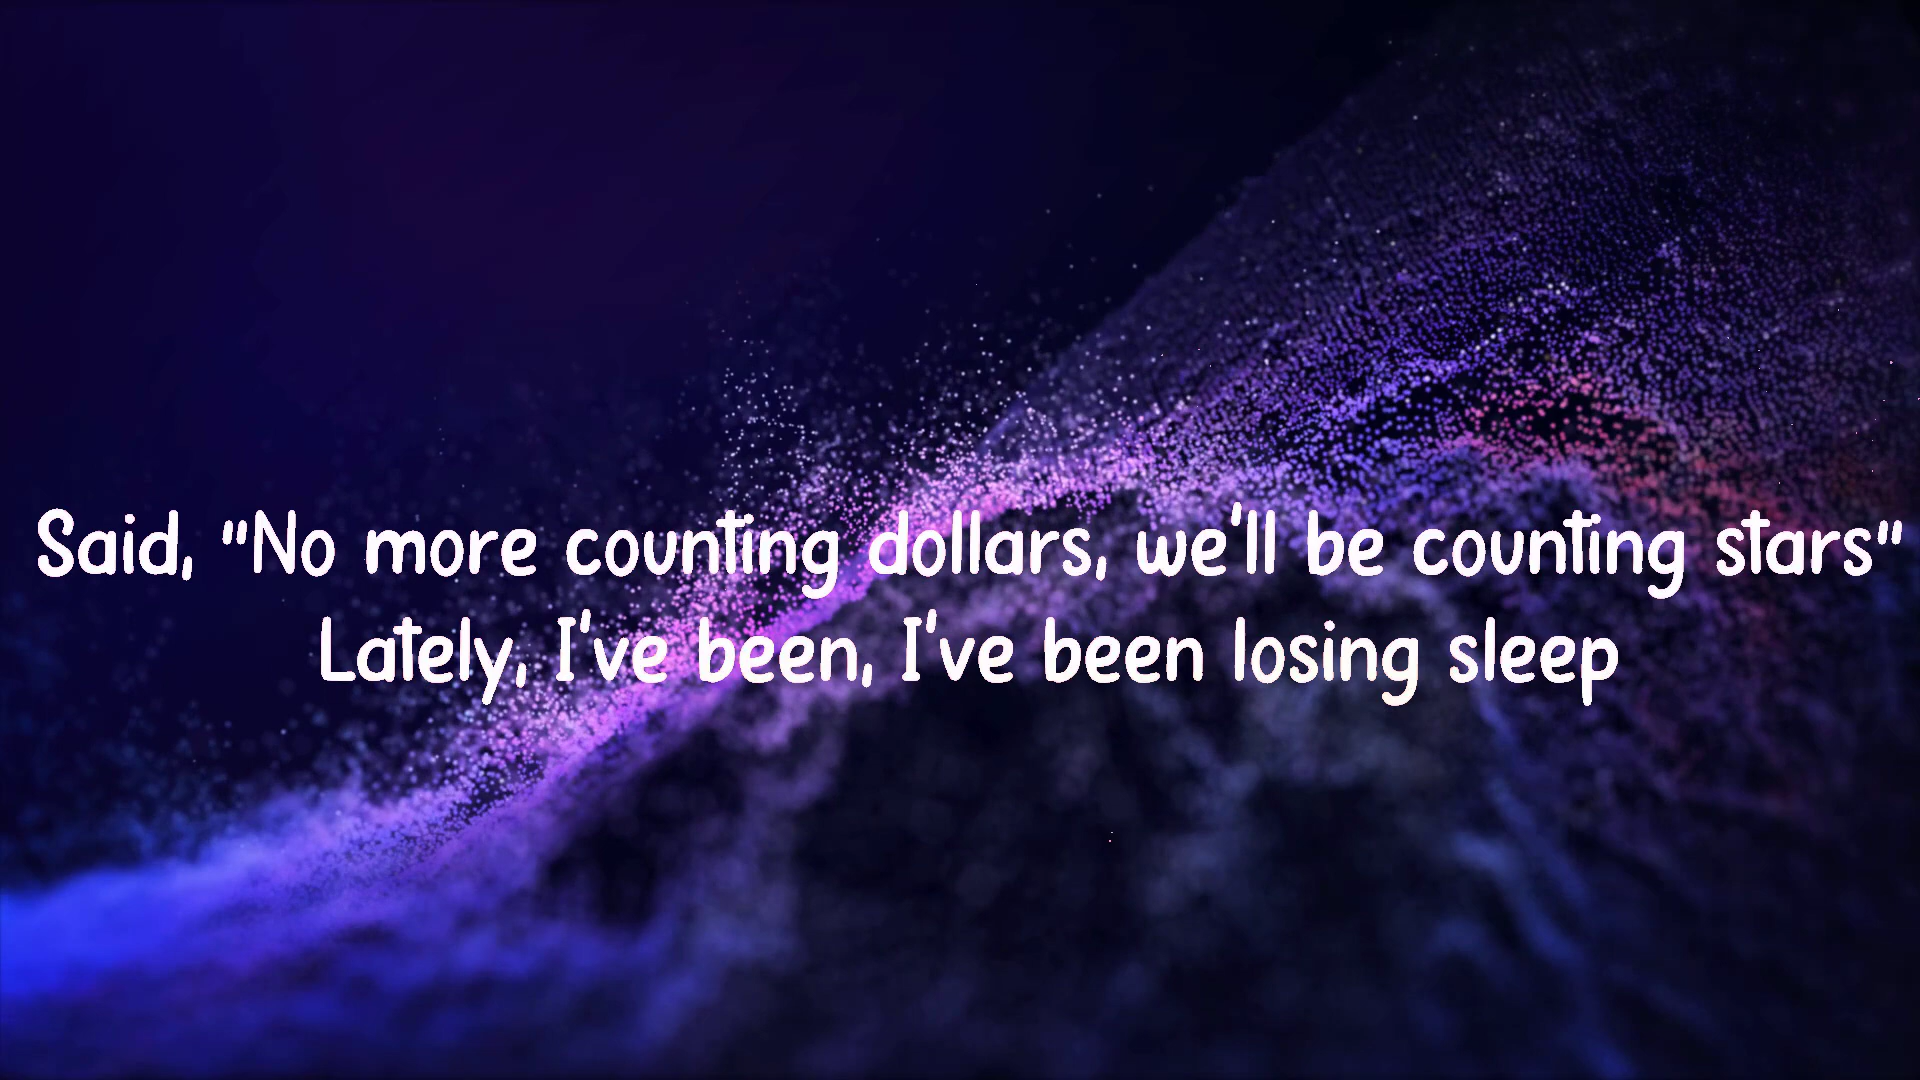 Said, "No more counting dollars, we'll be counting stars"
Lately, I've been, I've been losing sleep